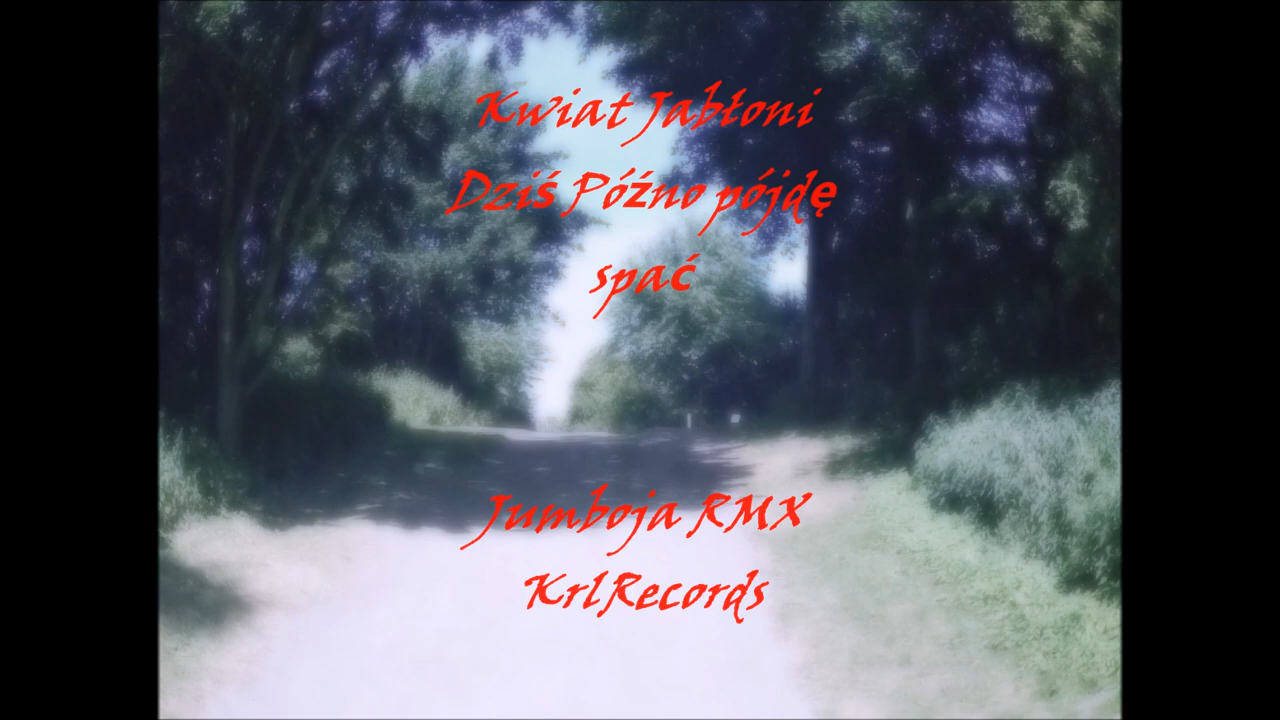 Kwiat Jabłoni
Dziś Późno pójdę
spać
Jumboja RMX
KrlRecords